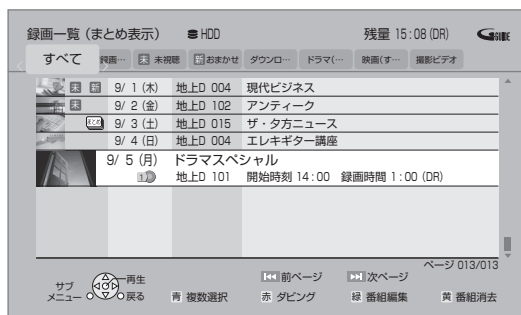 録画一覧（まとめ表示） HDD 残量 15:08 (DR) GSIDE
すべて 録画… 未 未視聴 新 おまかせ ダウンロ… ドラマ(… 映画(す… 撮影ビデオ
未 新 9/ 1 (木) 地上D 004 現代ビジネス
未 9/ 2 (金) 地上D 102 アンティーク
まとめ 9/ 3 (土) 地上D 015 ザ・夕方ニュース
9/ 4 (日) 地上D 004 エレキギター講座
9/ 5 (月) ドラマスペシャル
地上D 101 開始時刻 14:00 録画時間 1:00 (DR)
ページ 013/013
サブメニュー 再生 戻る 前ページ 次ページ
青 複数選択 赤 ダビング 緑 番組編集 黄 番組消去